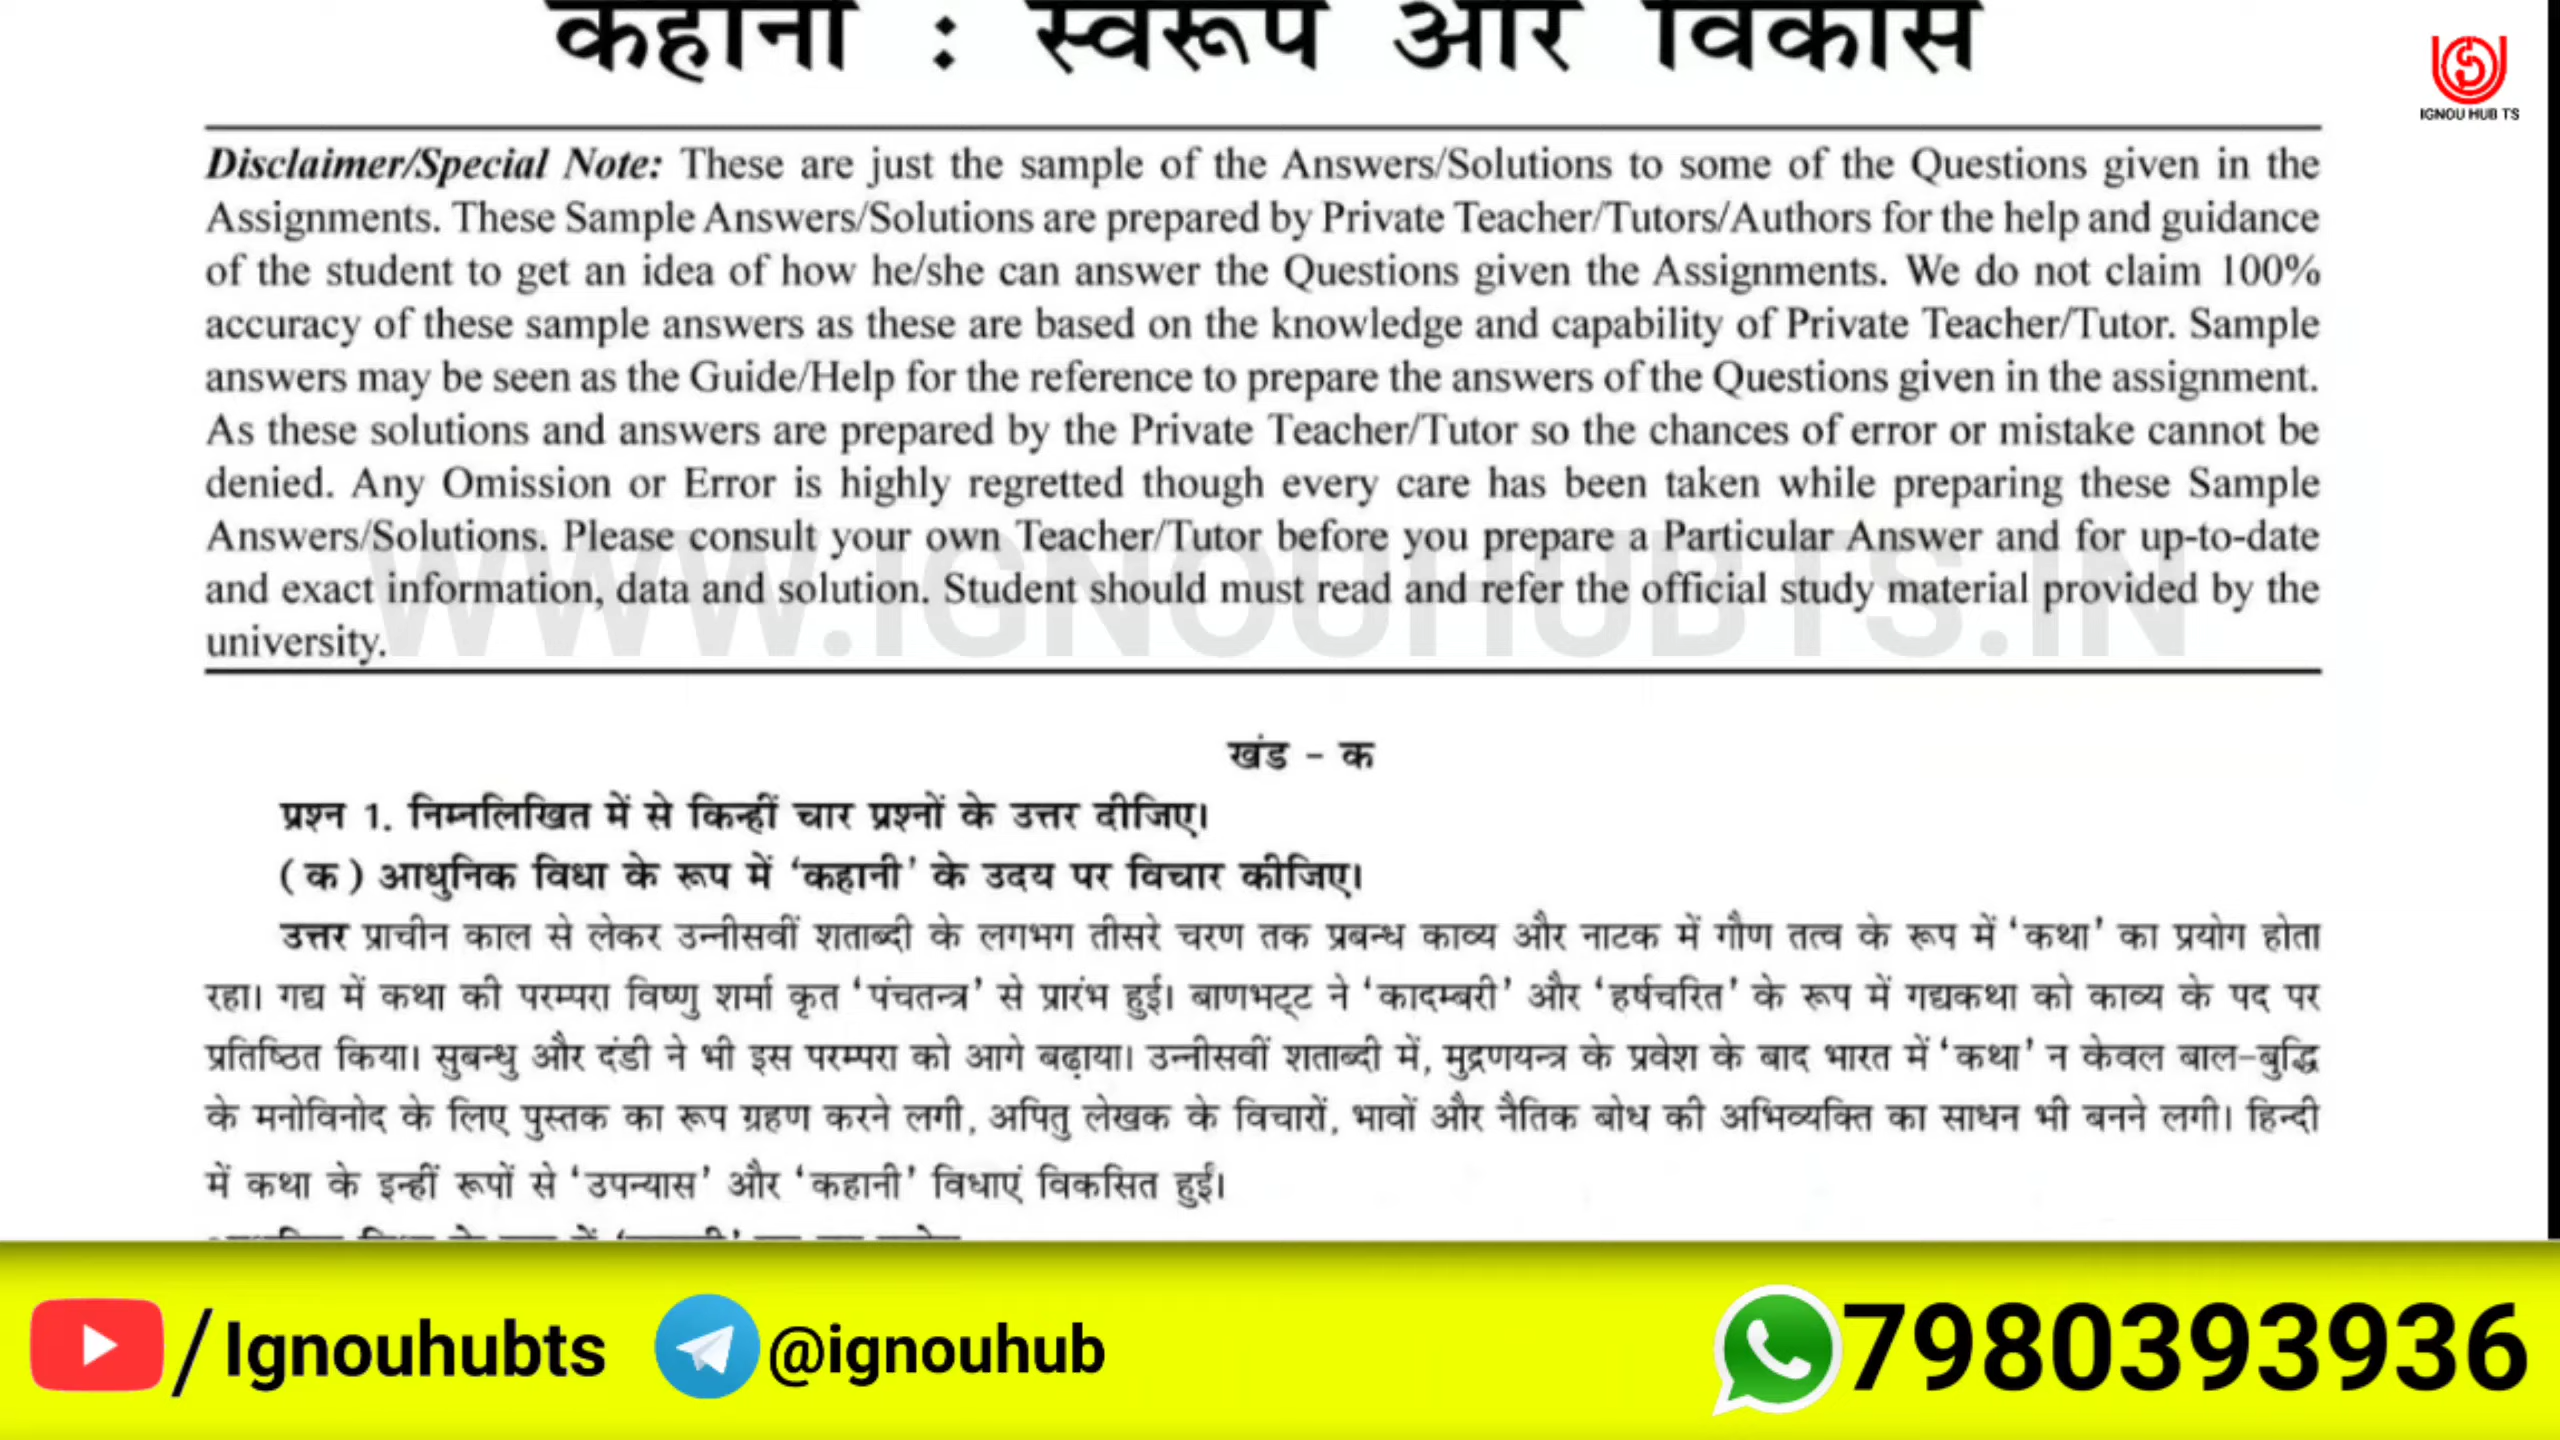 कहानी : स्वरूप और विकास
IGNOU HUB TS
Disclaimer/Special Note: These are just the sample of the Answers/Solutions to some of the Questions given in the
Assignments. These Sample Answers/Solutions are prepared by Private Teacher/Tutors/Authors for the help and guidance
of the student to get an idea of how he/she can answer the Questions given the Assignments. We do not claim 100%
accuracy of these sample answers as these are based on the knowledge and capability of Private Teacher/Tutor. Sample
answers may be seen as the Guide/Help for the reference to prepare the answers of the Questions given in the assignment.
As these solutions and answers are prepared by the Private Teacher/Tutor so the chances of error or mistake cannot be
denied. Any Omission or Error is highly regretted though every care has been taken while preparing these Sample
Answers/Solutions. Please consult your own Teacher/Tutor before you prepare a Particular Answer and for up-to-date
and exact information, data and solution. Student should must read and refer the official study material provided by the
university.
WWW.IGNOUHUBTS.IN
खंड - क
प्रश्न 1. निम्नलिखित में से किन्हीं चार प्रश्नों के उत्तर दीजिए।
(क) आधुनिक विधा के रूप में ‘कहानी’ के उदय पर विचार कीजिए।
उत्तर प्राचीन काल से लेकर उन्नीसवीं शताब्दी के लगभग तीसरे चरण तक प्रबन्ध काव्य और नाटक में गौण तत्व के रूप में ‘कथा’ का प्रयोग होता
रहा। गद्य में कथा की परम्परा विष्णु शर्मा कृत ‘पंचतन्त्र’ से प्रारंभ हुई। बाणभट्ट ने ‘कादम्बरी’ और ‘हर्षचरित’ के रूप में गद्यकथा को काव्य के पद पर
प्रतिष्ठित किया। सुबन्धु और दंडी ने भी इस परम्परा को आगे बढ़ाया। उन्नीसवीं शताब्दी में, मुद्रणयन्त्र के प्रवेश के बाद भारत में ‘कथा’ न केवल बाल-बुद्धि
के मनोविनोद के लिए पुस्तक का रूप ग्रहण करने लगी, अपितु लेखक के विचारों, भावों और नैतिक बोध की अभिव्यक्ति का साधन भी बनने लगी। हिन्दी
में कथा के इन्हीं रूपों से ‘उपन्यास’ और ‘कहानी’ विधाएं विकसित हुईं।
/Ignouhubts @ignouhub 7980393936